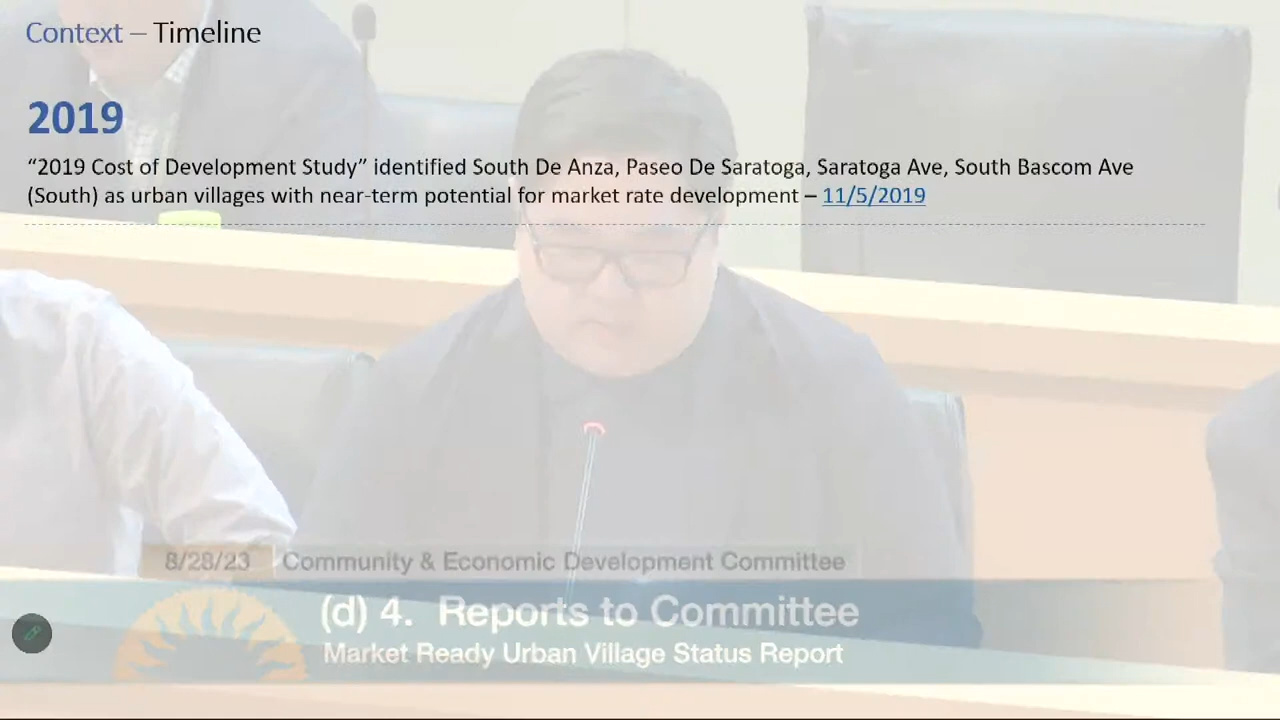 Context – Timeline
2019
“2019 Cost of Development Study” identified South De Anza, Paseo De Saratoga, Saratoga Ave, South Bascom Ave
(South) as urban villages with near-term potential for market rate development – 11/5/2019
8/28/23 Community & Economic Development Committee
(d) 4. Reports to Committee
Market Ready Urban Village Status Report